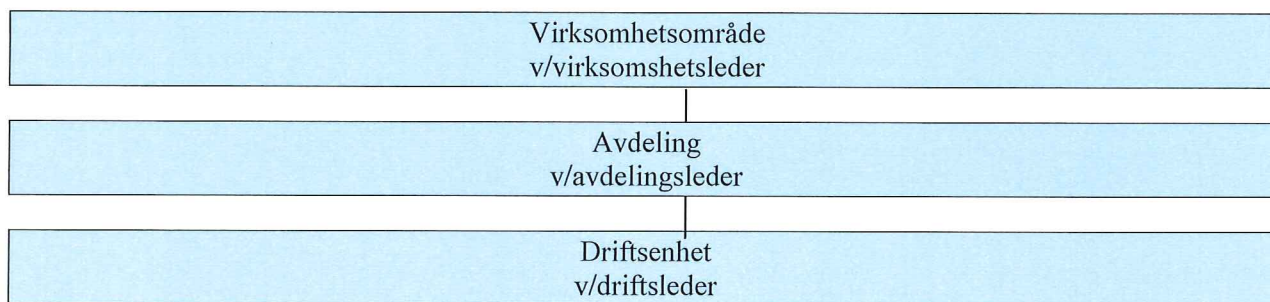 Virksomhetsområde
v/virksomshetsleder
Avdeling
v/avdelingsleder
Driftsenhet
v/driftsleder